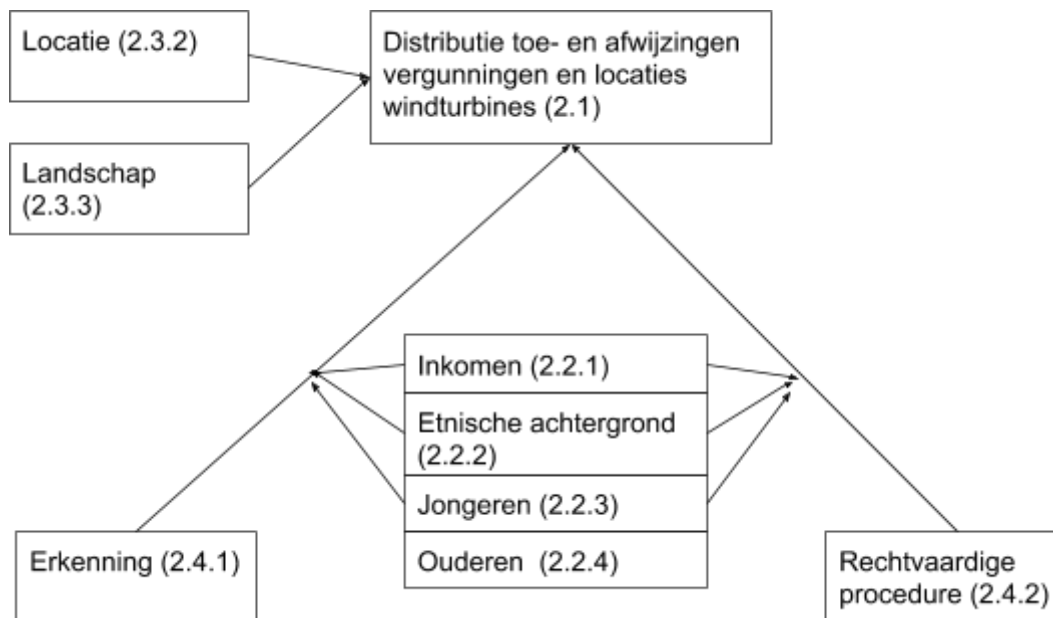 Locatie (2.3.2)
Distributie toe- en afwijzingen
vergunningen en locaties
windturbines (2.1)
Landschap
(2.3.3)
Inkomen (2.2.1)
Etnische achtergrond
(2.2.2)
Jongeren (2.2.3)
Ouderen (2.2.4)
Erkenning (2.4.1)
Rechtvaardige
procedure (2.4.2)